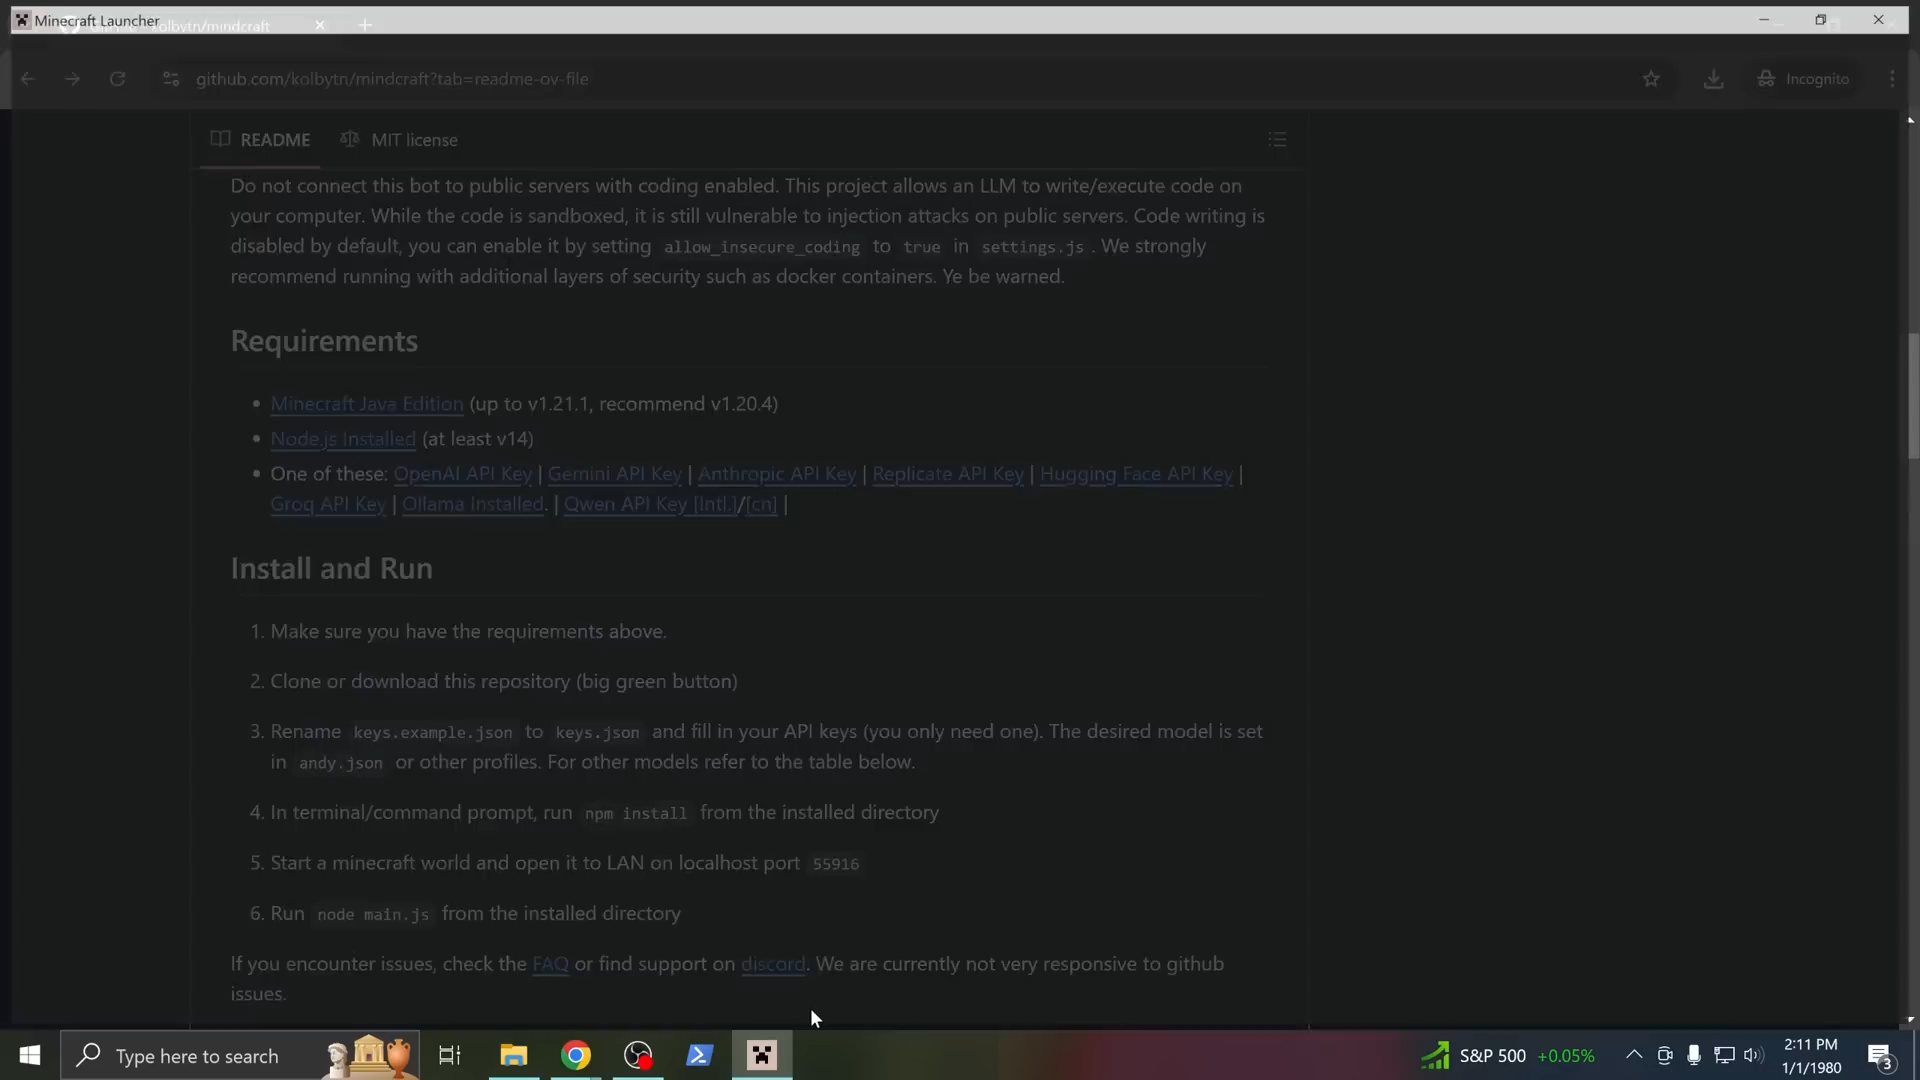 Minecraft Launcher
kolbytn/mindcraft
github.com/kolbytn/mindcraft?tab=readme-ov-file
Incognito
README
MIT license
Do not connect this bot to public servers with coding enabled. This project allows an LLM to write/execute code on
your computer. While the code is sandboxed, it is still vulnerable to injection attacks on public servers. Code writing is
disabled by default, you can enable it by setting allow_insecure_coding to true in settings.js. We strongly
recommend running with additional layers of security such as docker containers. Ye be warned.
Requirements
• Minecraft Java Edition (up to v1.21.1, recommend v1.20.4)
• Node.js Installed (at least v14)
• One of these: OpenAI API Key | Gemini API Key | Anthropic API Key | Replicate API Key | Hugging Face API Key |
Groq API Key | Ollama Installed. | Qwen API Key [Intl.]/[cn] |
Install and Run
1. Make sure you have the requirements above.
2. Clone or download this repository (big green button)
3. Rename keys.example.json to keys.json and fill in your API keys (you only need one). The desired model is set
in andy.json or other profiles. For other models refer to the table below.
4. In terminal/command prompt, run npm install from the installed directory
5. Start a minecraft world and open it to LAN on localhost port 55916
6. Run node main.js from the installed directory
If you encounter issues, check the FAQ or find support on discord. We are currently not very responsive to github
issues.
Type here to search
S&P 500 +0.05%
2:11 PM
1/1/1980
3